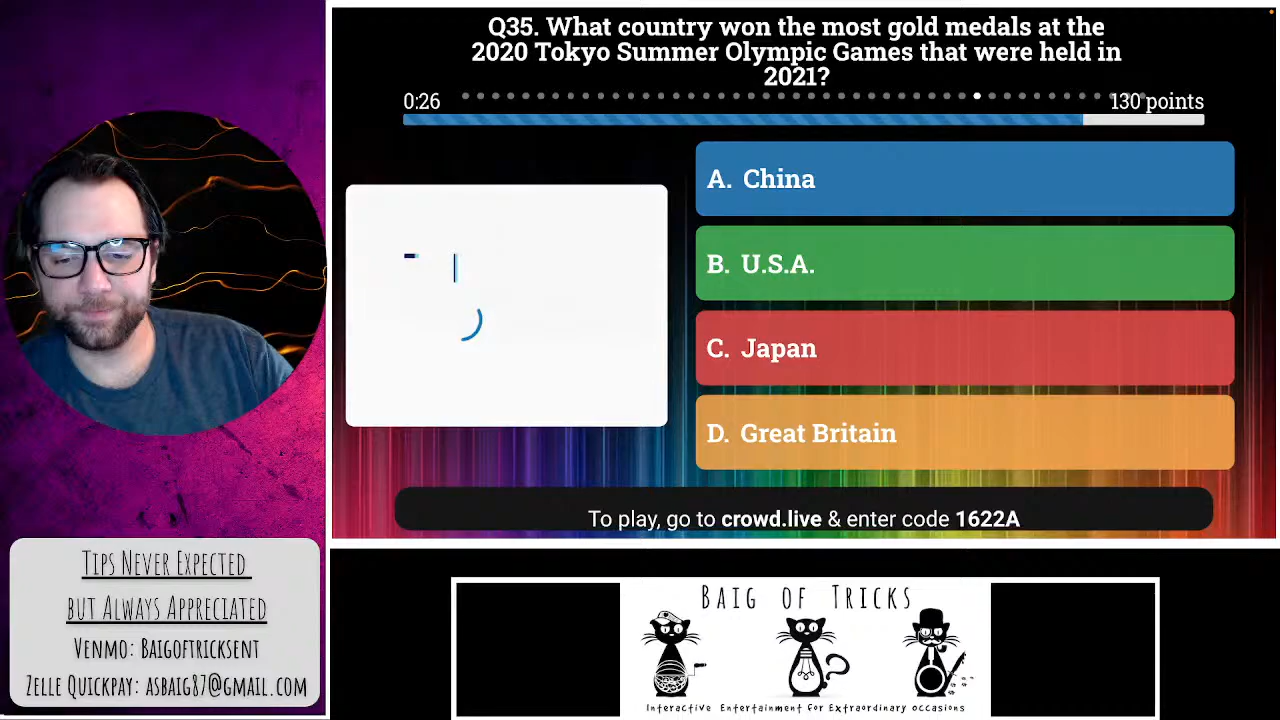 Q35. What country won the most gold medals at the
2020 Tokyo Summer Olympic Games that were held in
2021?
0:26
130 points
A. China
B. U.S.A.
C. Japan
D. Great Britain
To play, go to crowd.live & enter code 1622A
Tips Never Expected
but Always Appreciated
Venmo: Baigoftricksent
Zelle Quickpay: asbaig87@gmail.com
Baig of Tricks
Interactive Entertainment for Extraordinary Occasions